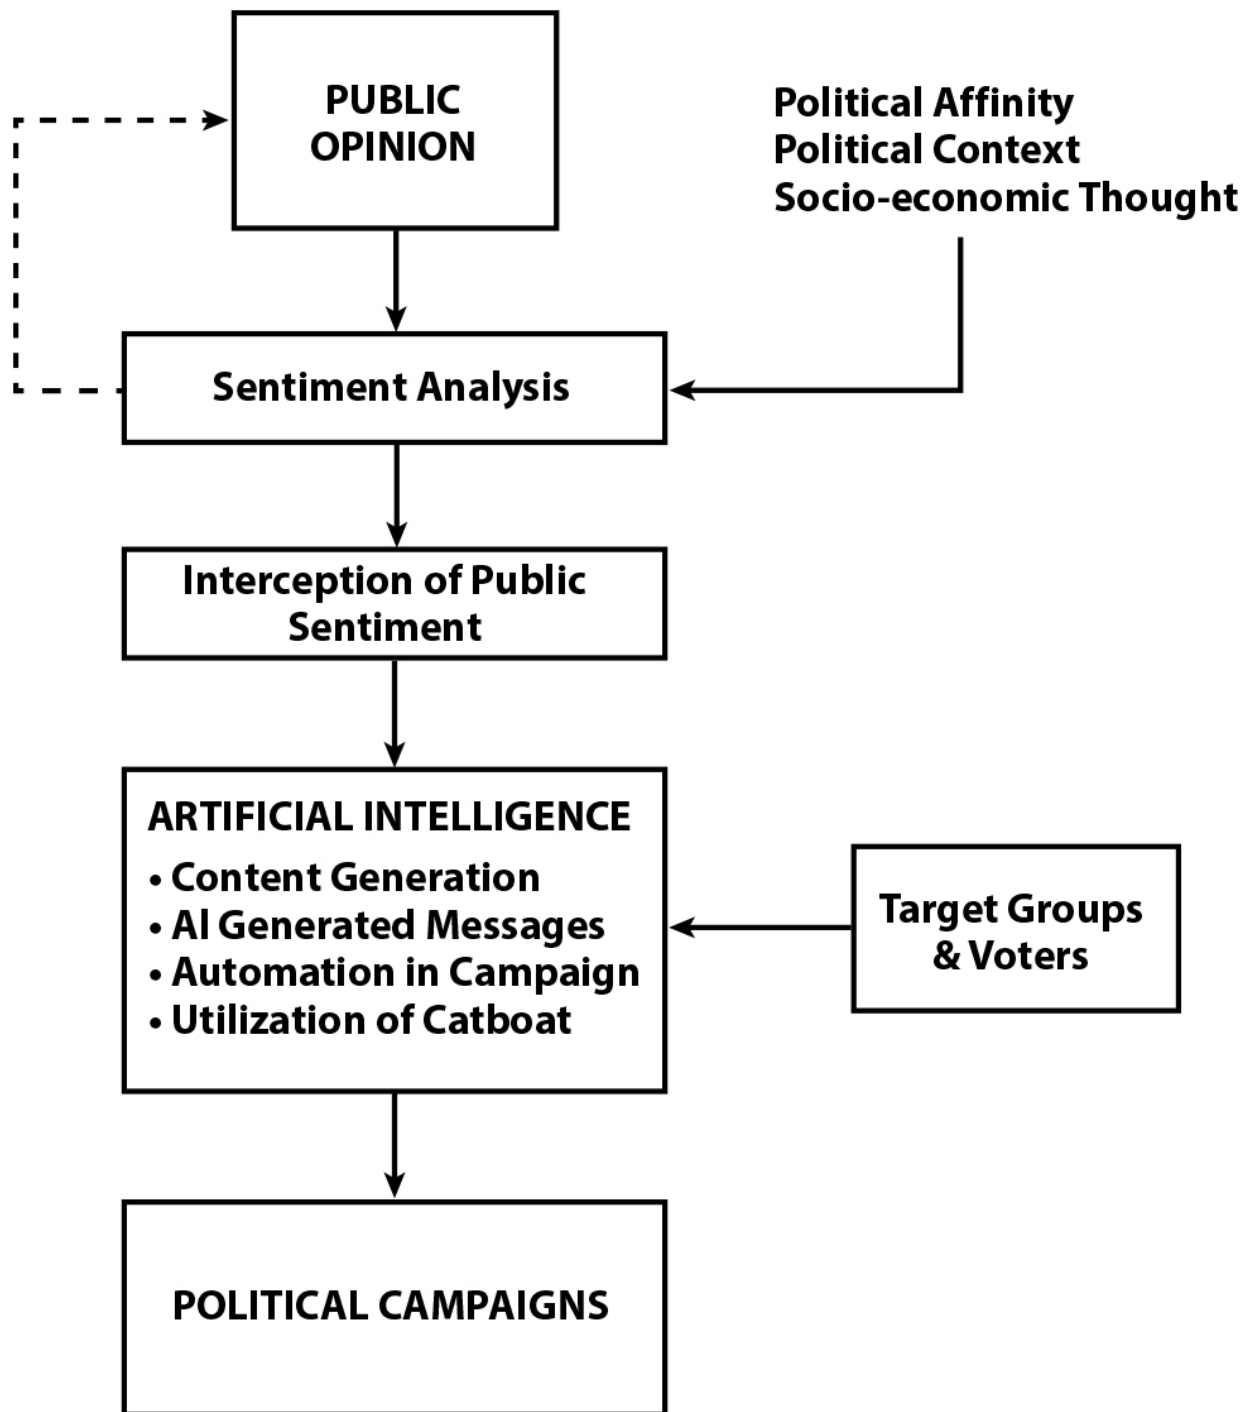 PUBLIC
OPINION
Political Affinity
Political Context
Socio-economic Thought
Sentiment Analysis
Interception of Public
Sentiment
ARTIFICIAL INTELLIGENCE
• Content Generation
• AI Generated Messages
• Automation in Campaign
• Utilization of Catboat
Target Groups
& Voters
POLITICAL CAMPAIGNS